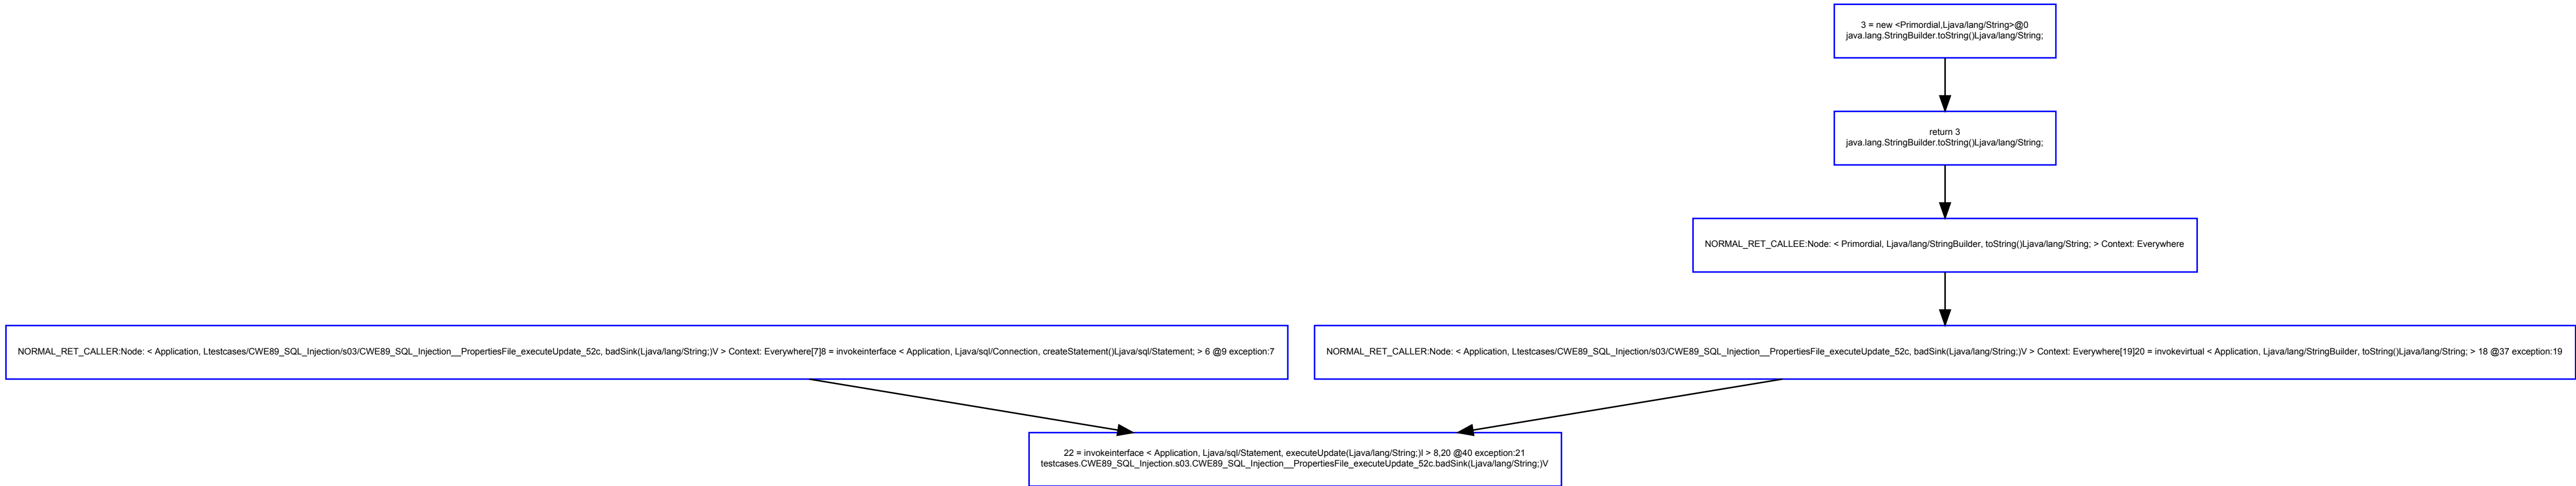 3 = new <Primordial,Ljava/lang/String>@0
java.lang.StringBuilder.toString()Ljava/lang/String;
return 3
java.lang.StringBuilder.toString()Ljava/lang/String;
NORMAL_RET_CALLEE:Node: < Primordial, Ljava/lang/StringBuilder, toString()Ljava/lang/String; > Context: Everywhere
NORMAL_RET_CALLER:Node: < Application, Ltestcases/CWE89_SQL_Injection/s03/CWE89_SQL_Injection__PropertiesFile_executeUpdate_52c, badSink(Ljava/lang/String;)V > Context: Everywhere[7]8 = invokeinterface < Application, Ljava/sql/Connection, createStatement()Ljava/sql/Statement; > 6 @9 exception:7
NORMAL_RET_CALLER:Node: < Application, Ltestcases/CWE89_SQL_Injection/s03/CWE89_SQL_Injection__PropertiesFile_executeUpdate_52c, badSink(Ljava/lang/String;)V > Context: Everywhere[19]20 = invokevirtual < Application, Ljava/lang/StringBuilder, toString()Ljava/lang/String; > 18 @37 exception:19
22 = invokeinterface < Application, Ljava/sql/Statement, executeUpdate(Ljava/lang/String;)I > 8,20 @40 exception:21
testcases.CWE89_SQL_Injection.s03.CWE89_SQL_Injection__PropertiesFile_executeUpdate_52c.badSink(Ljava/lang/String;)V